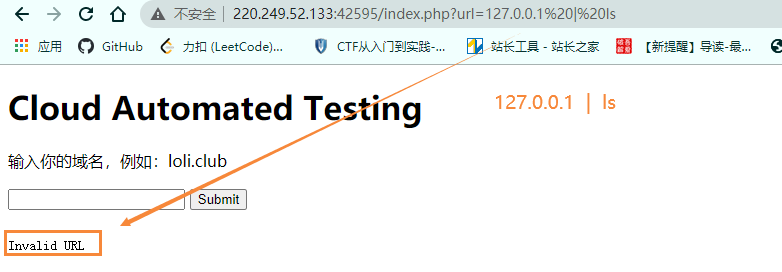 不安全 | 220.249.52.133:42595/index.php?url=127.0.0.1%20|%20ls
应用 GitHub 力扣 (LeetCode)... CTF从入门到实践-... 站长工具 - 站长之家 【新提醒】导读-最...
Cloud Automated Testing
127.0.0.1 | ls
输入你的域名，例如：loli.club
Submit
Invalid URL